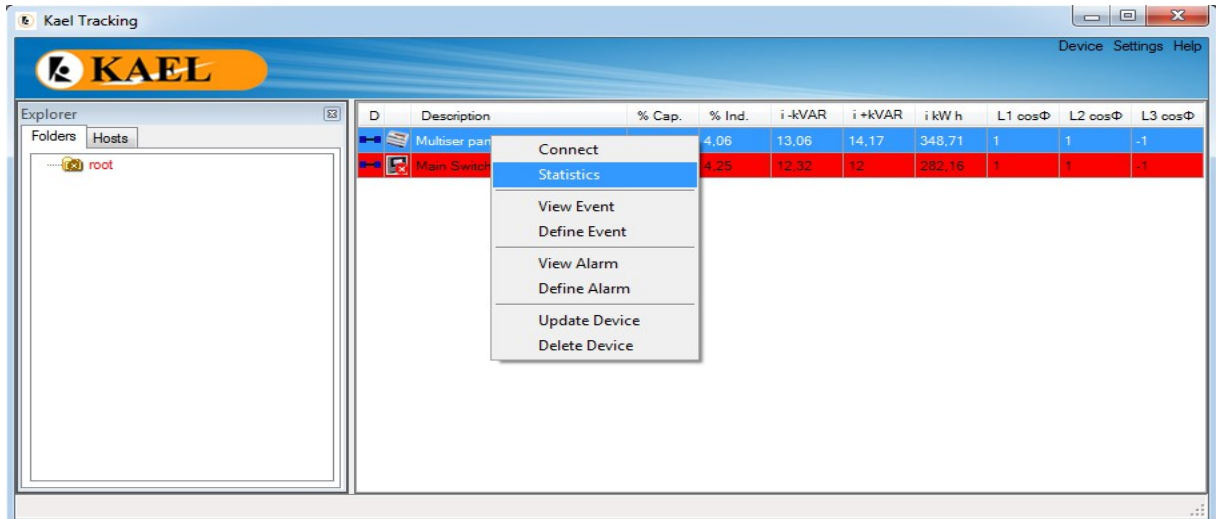 Kael Tracking
KAEL
Device Settings Help
Explorer
Folders Hosts
root
D Description % Cap. % Ind. i -kVAR i +kVAR i kW h L1 cosΦ L2 cosΦ L3 cosΦ
Multiser pan 4,06 13,06 14,17 348,71 1 1 -1
Main Switch 4,25 12,32 12 282,16 1 1 -1
Connect
Statistics
View Event
Define Event
View Alarm
Define Alarm
Update Device
Delete Device